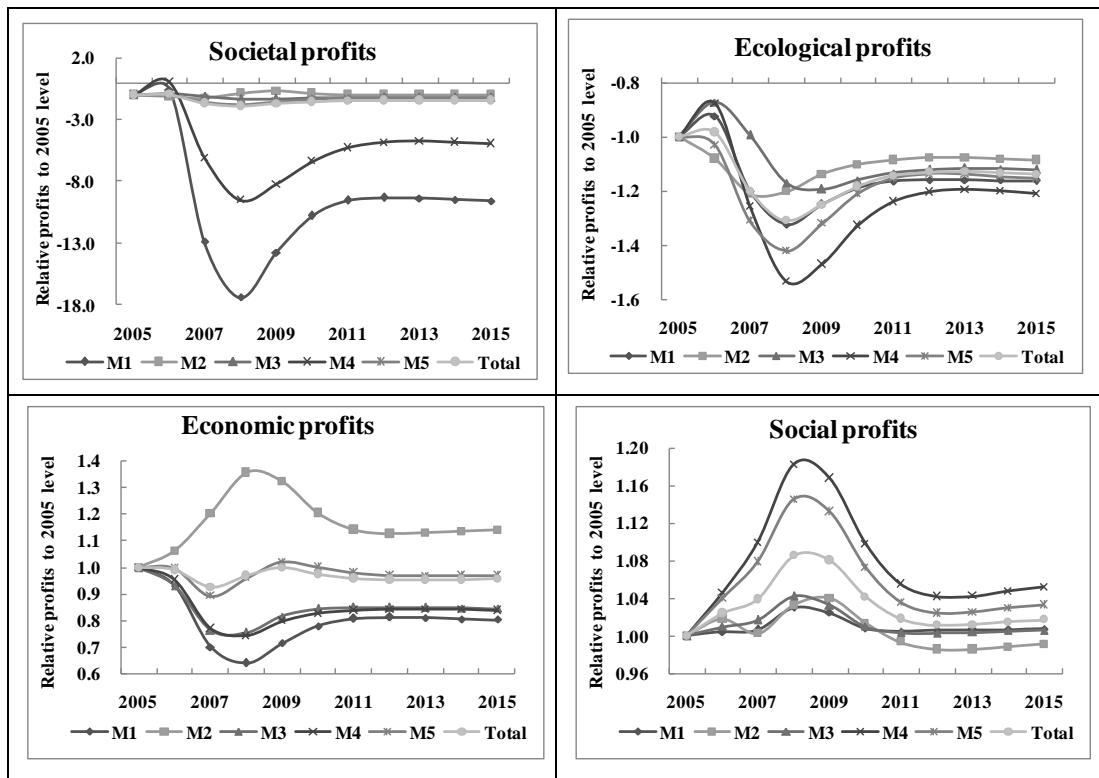 Societal profits
Relative profits to 2005 level
2.0
-3.0
-8.0
-13.0
-18.0
2005 2007 2009 2011 2013 2015
M1 M2 M3 M4 M5 Total
Ecological profits
Relative profits to 2005 level
-0.8
-1.0
-1.2
-1.4
-1.6
2005 2007 2009 2011 2013 2015
M1 M2 M3 M4 M5 Total
Economic profits
Relative profits to 2005 level
1.4
1.3
1.2
1.1
1.0
0.9
0.8
0.7
0.6
2005 2007 2009 2011 2013 2015
M1 M2 M3 M4 M5 Total
Social profits
Relative profits to 2005 level
1.20
1.16
1.12
1.08
1.04
1.00
0.96
2005 2007 2009 2011 2013 2015
M1 M2 M3 M4 M5 Total